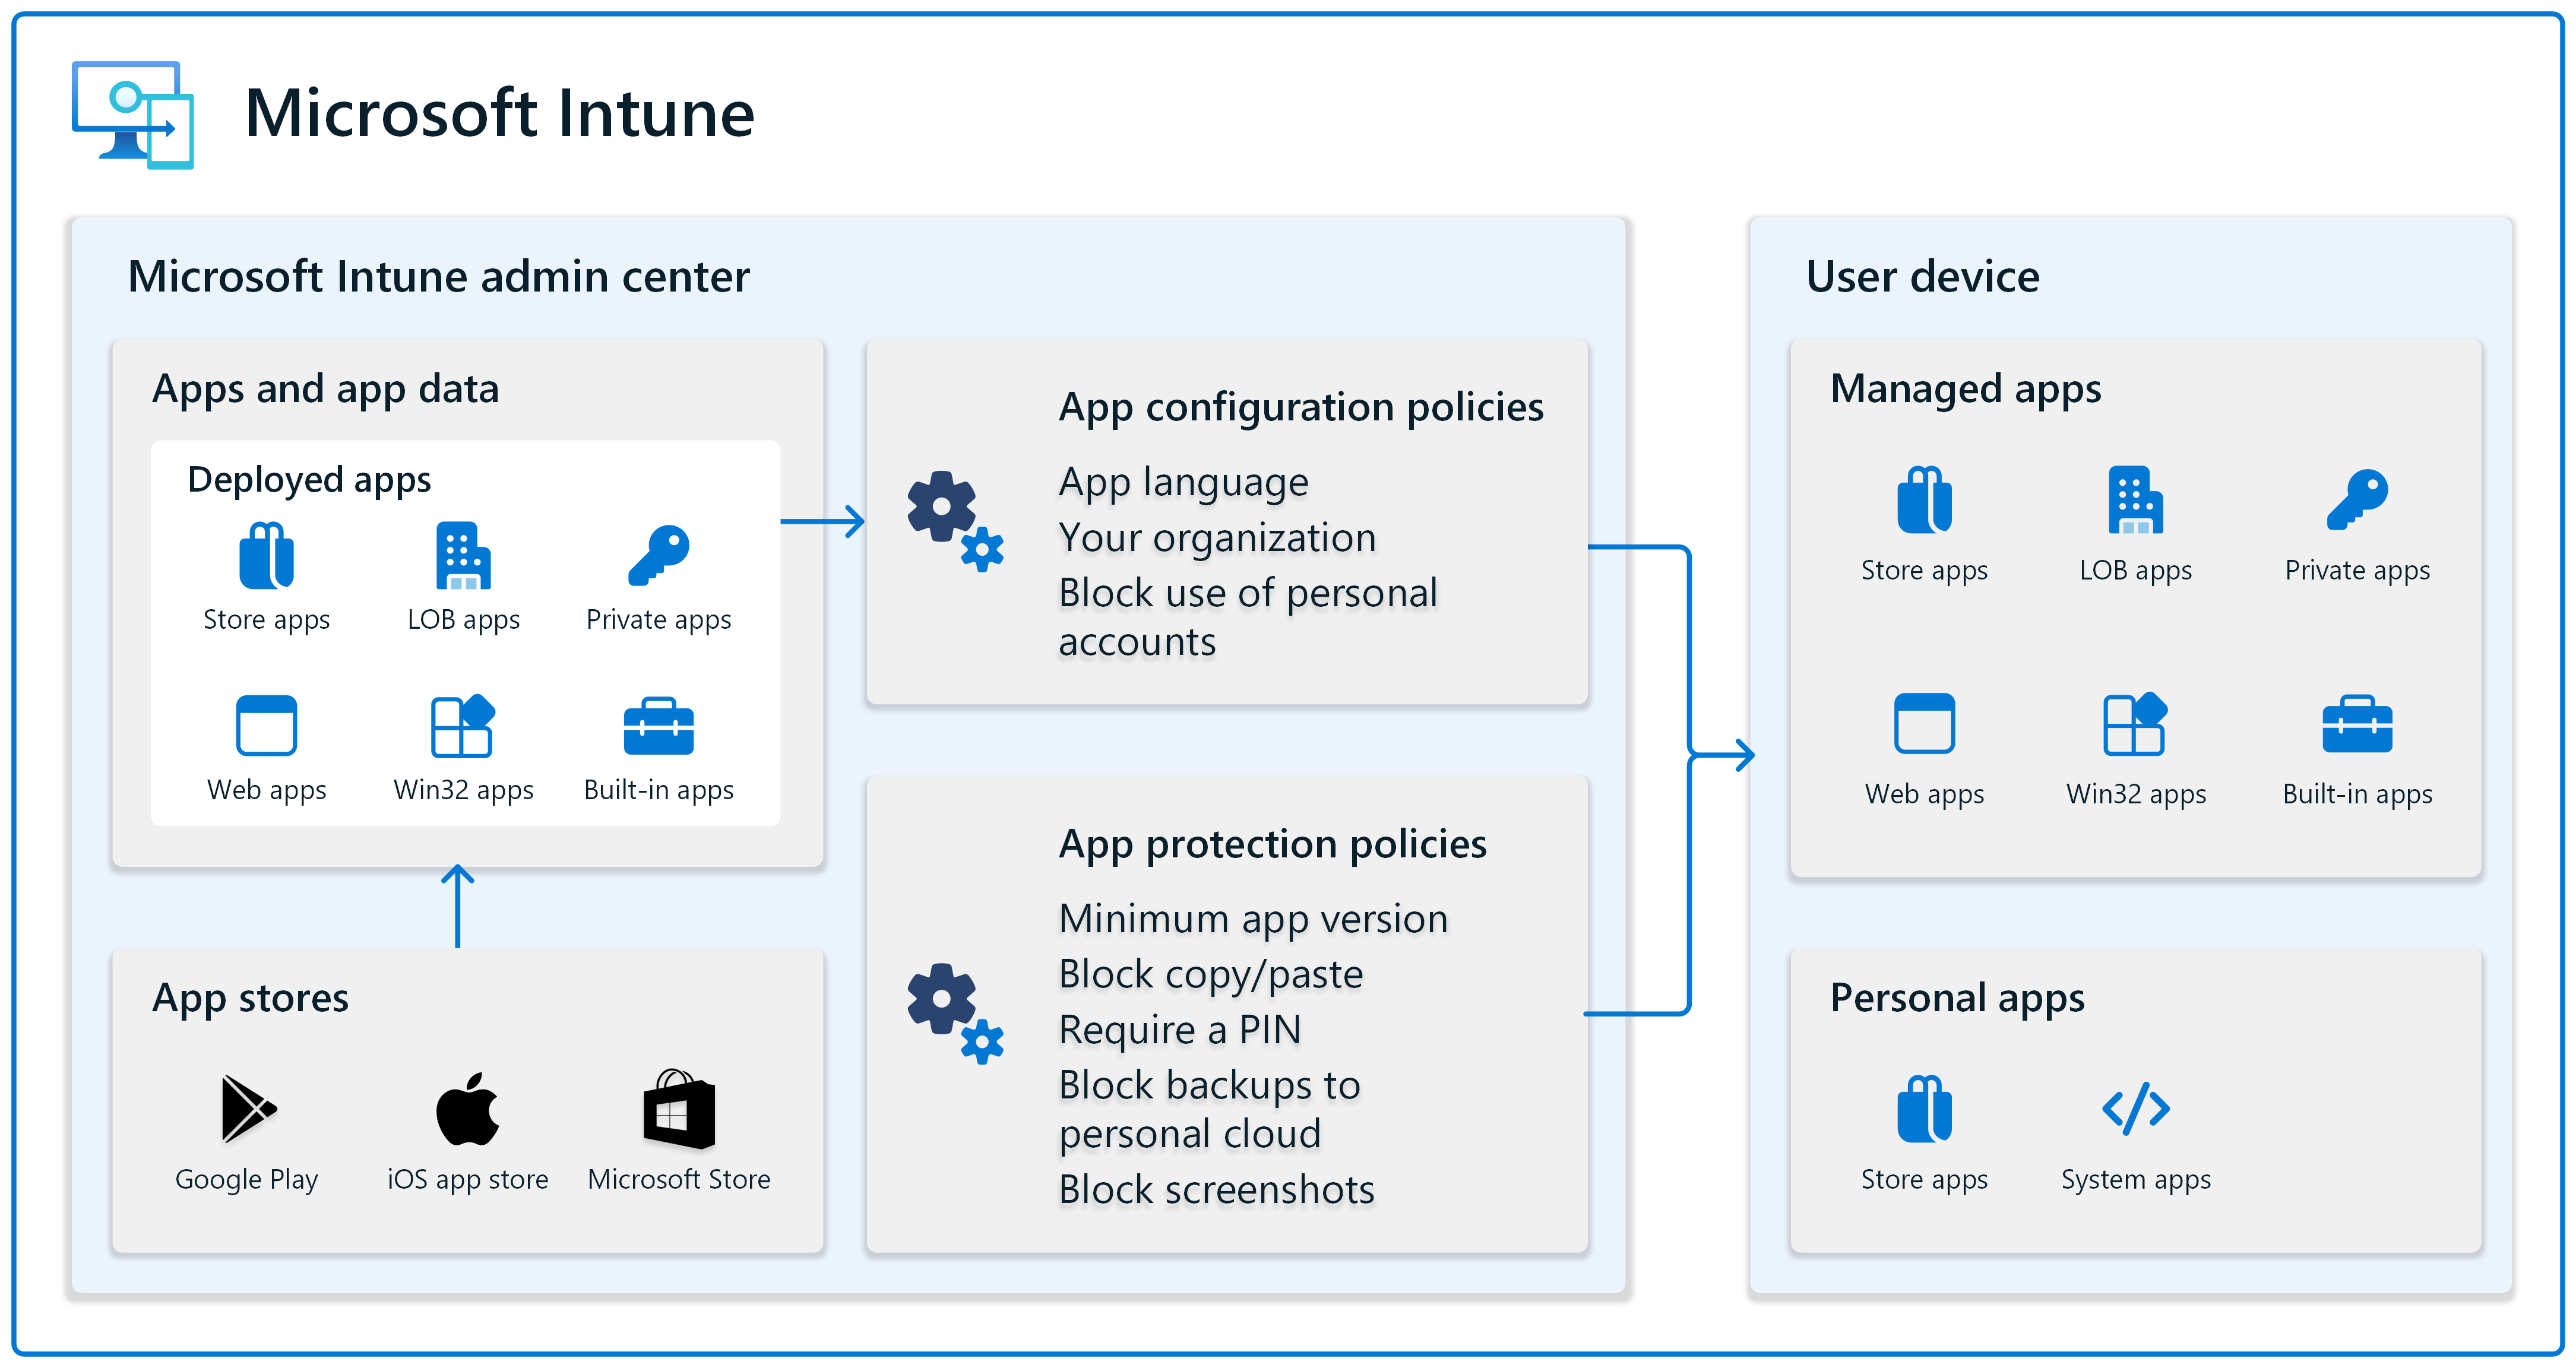 Microsoft Intune
Microsoft Intune admin center
Apps and app data
Deployed apps
Store apps
LOB apps
Private apps
Web apps
Win32 apps
Built-in apps
App stores
Google Play
iOS app store
Microsoft Store
App configuration policies
App language
Your organization
Block use of personal
accounts
App protection policies
Minimum app version
Block copy/paste
Require a PIN
Block backups to
personal cloud
Block screenshots
User device
Managed apps
Store apps
LOB apps
Private apps
Web apps
Win32 apps
Built-in apps
Personal apps
Store apps
System apps